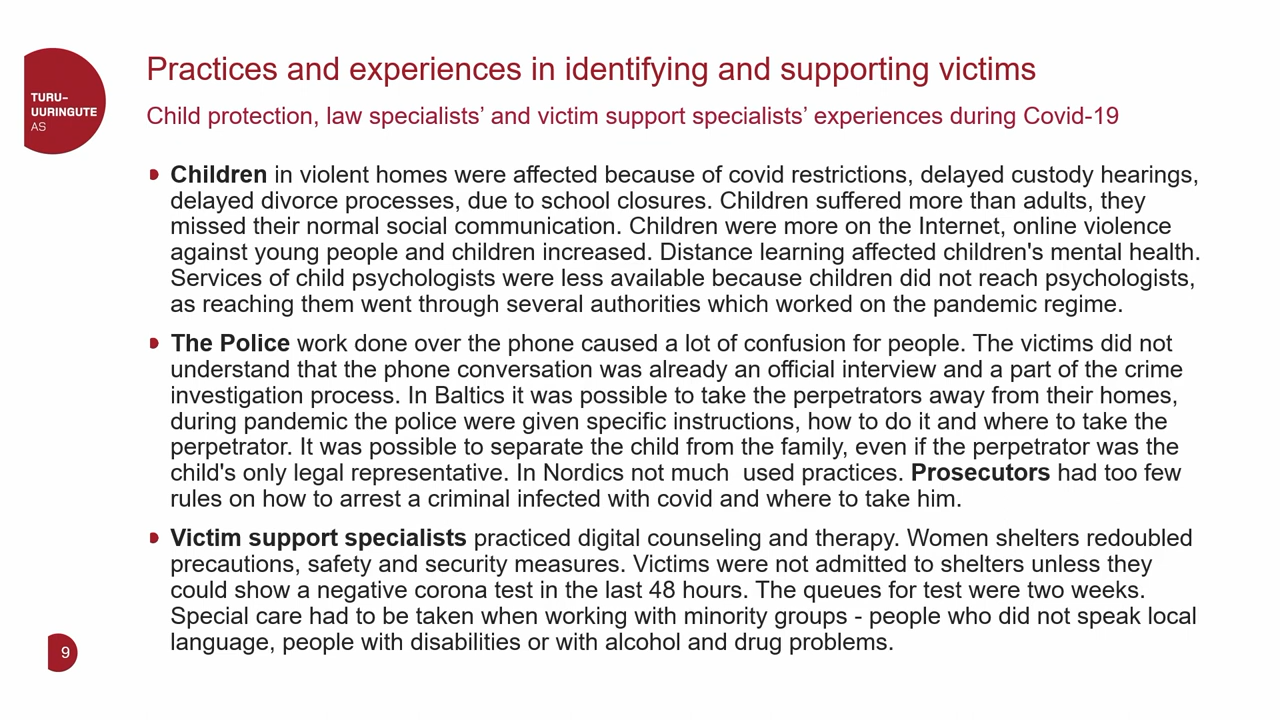 Practices and experiences in identifying and supporting victims
TURU-
UURINGUTE
AS
Child protection, law specialists’ and victim support specialists’ experiences during Covid-19
Children in violent homes were affected because of covid restrictions, delayed custody hearings,
delayed divorce processes, due to school closures. Children suffered more than adults, they
missed their normal social communication. Children were more on the Internet, online violence
against young people and children increased. Distance learning affected children's mental health.
Services of child psychologists were less available because children did not reach psychologists,
as reaching them went through several authorities which worked on the pandemic regime.
The Police work done over the phone caused a lot of confusion for people. The victims did not
understand that the phone conversation was already an official interview and a part of the crime
investigation process. In Baltics it was possible to take the perpetrators away from their homes,
during pandemic the police were given specific instructions, how to do it and where to take the
perpetrator. It was possible to separate the child from the family, even if the perpetrator was the
child's only legal representative. In Nordics not much  used practices. Prosecutors had too few
rules on how to arrest a criminal infected with covid and where to take him.
Victim support specialists practiced digital counseling and therapy. Women shelters redoubled
precautions, safety and security measures. Victims were not admitted to shelters unless they
could show a negative corona test in the last 48 hours. The queues for test were two weeks.
Special care had to be taken when working with minority groups - people who did not speak local
language, people with disabilities or with alcohol and drug problems.
9